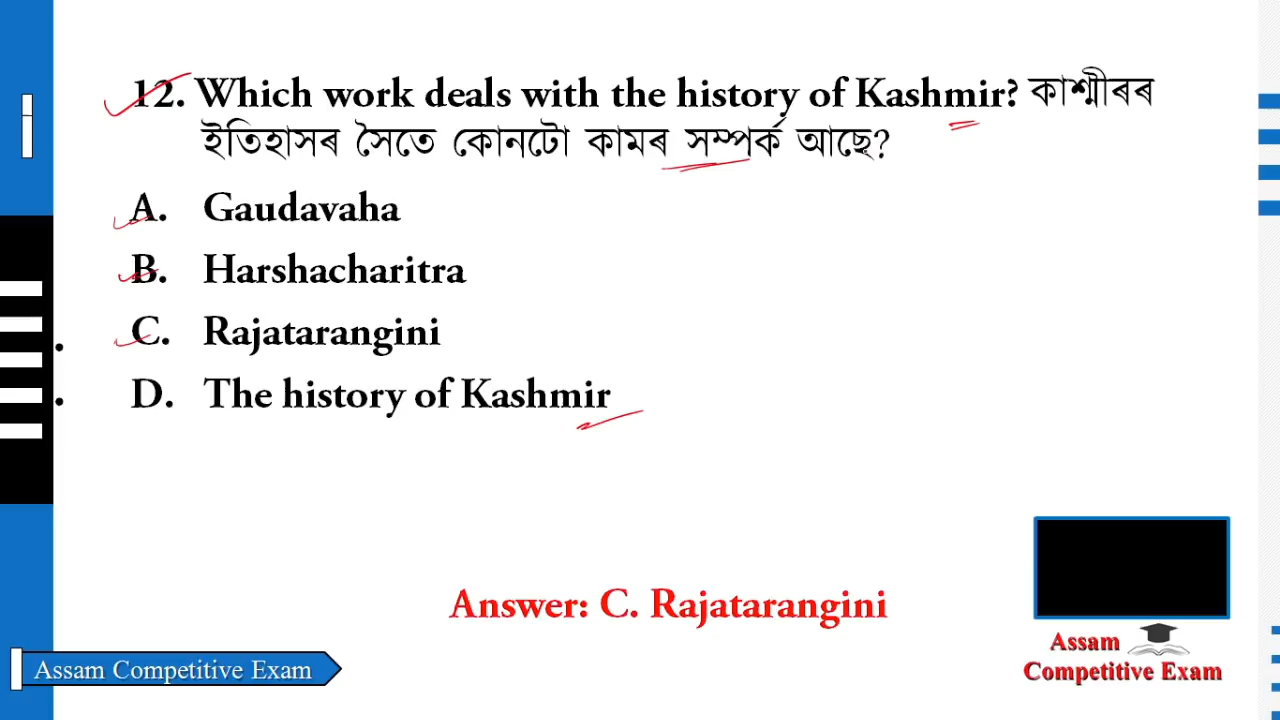 12. Which work deals with the history of Kashmir? কাশ্মীৰৰ
ইতিহাসৰ সৈতে কোনটো কামৰ সম্পৰ্ক আছে?
A. Gaudavaha
B. Harshacharitra
C. Rajatarangini
D. The history of Kashmir
Answer: C. Rajatarangini
Assam Competitive Exam
Assam
Competitive Exam